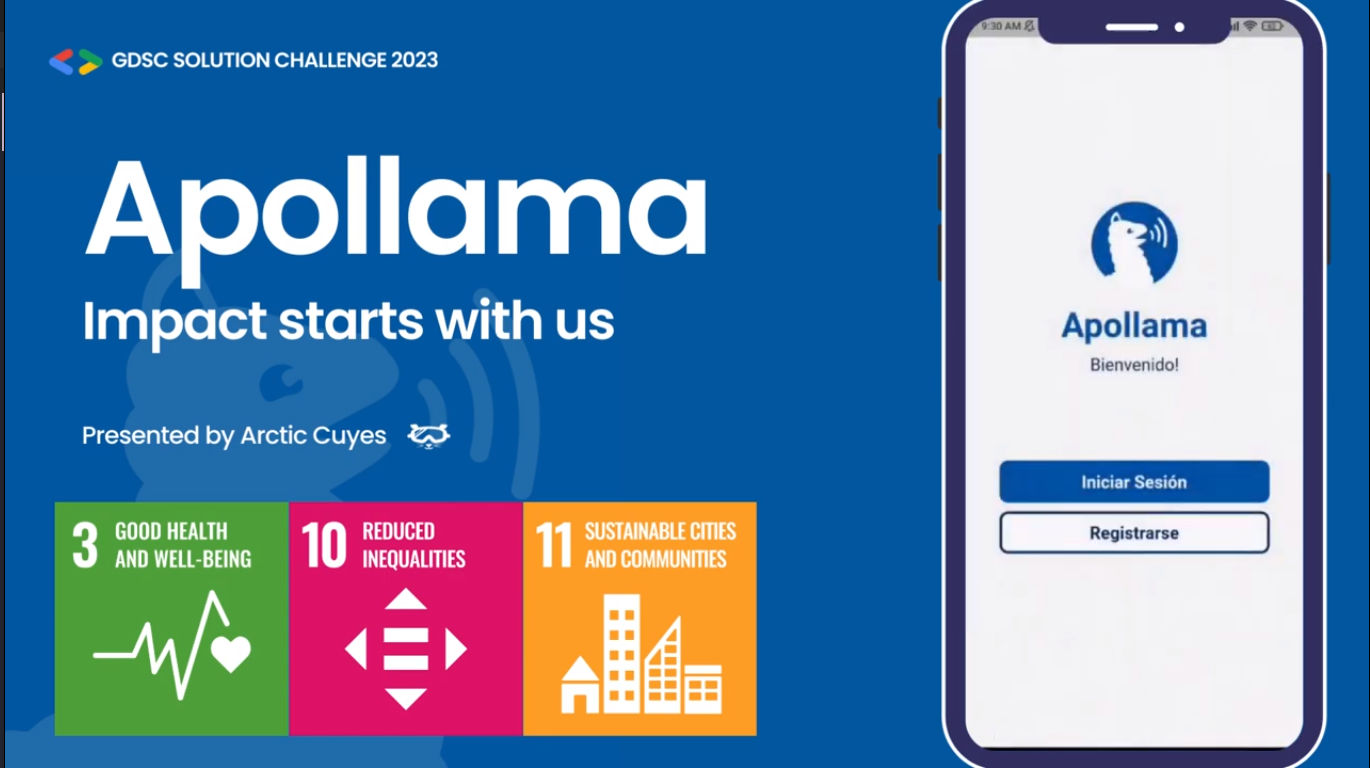 GDSC SOLUTION CHALLENGE 2023
Apollama
Impact starts with us
Presented by Arctic Cuyes
3 GOOD HEALTH
AND WELL-BEING
10 REDUCED
INEQUALITIES
11 SUSTAINABLE CITIES
AND COMMUNITIES
9:30 AM
Apollama
Bienvenido!
Iniciar Sesión
Registrarse